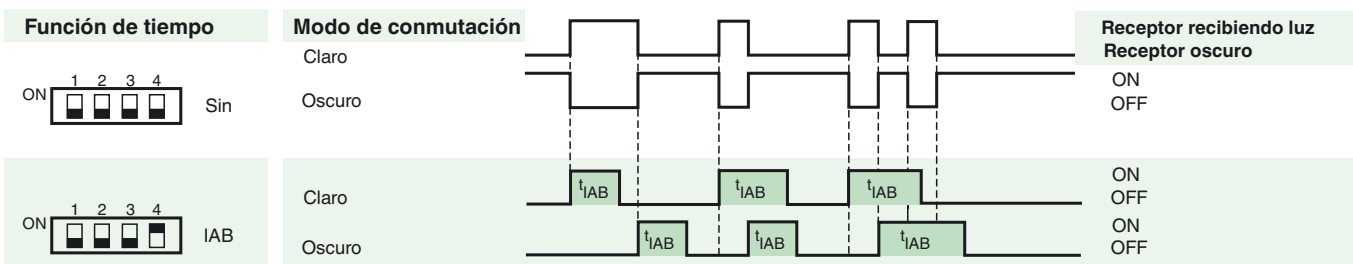 Función de tiempo
Modo de conmutación
Receptor recibiendo luz
Receptor oscuro
Claro
1 2 3 4
ON
Sin
Oscuro
ON
OFF
Claro
tIAB
tIAB
tIAB
ON
OFF
1 2 3 4
ON
IAB
Oscuro
tIAB
tIAB
tIAB
ON
OFF